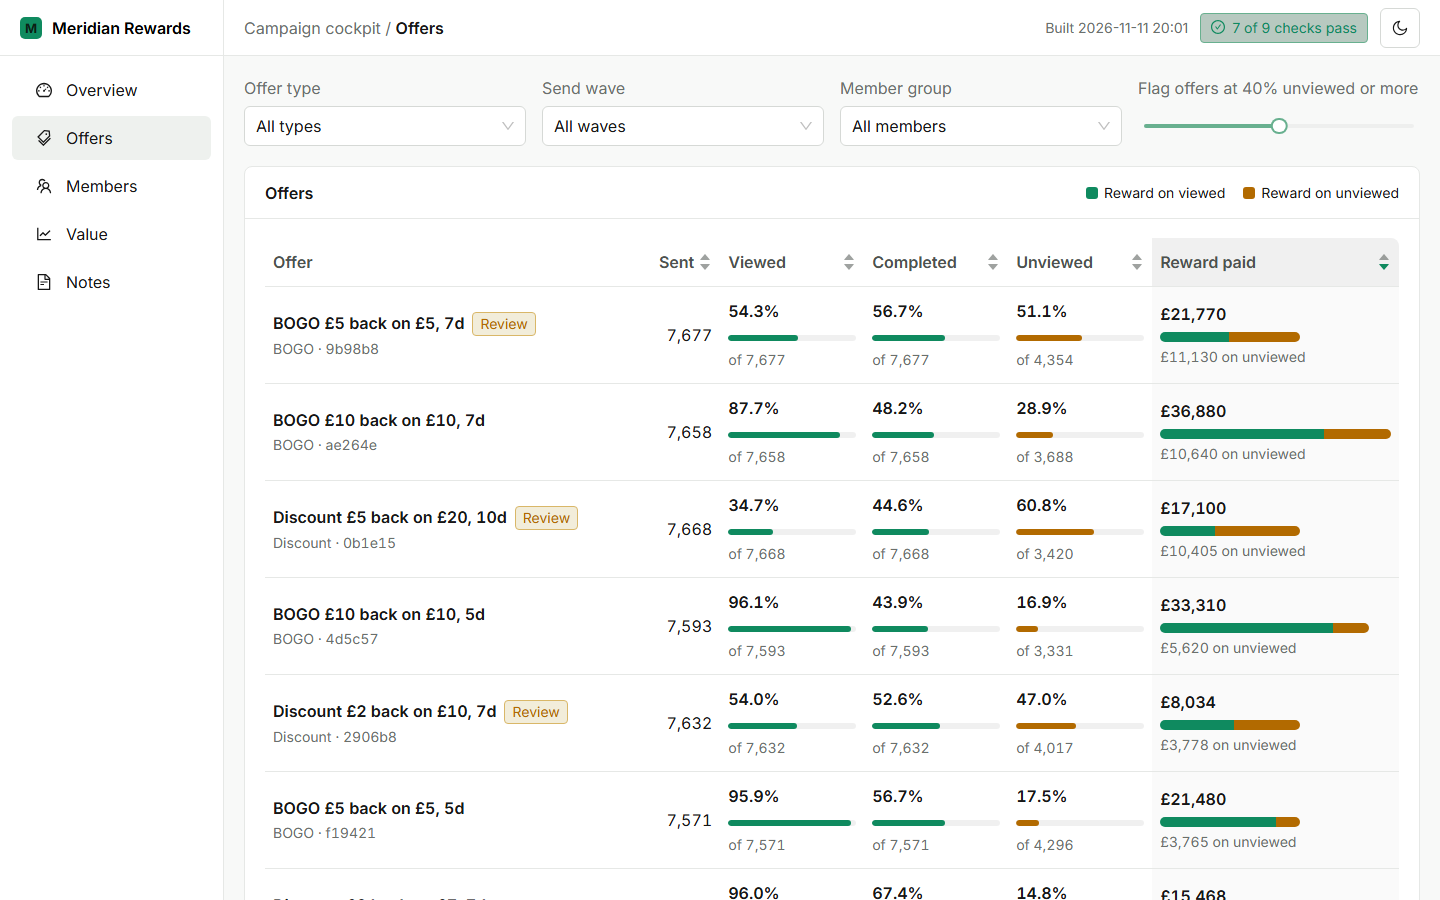 M Meridian Rewards
Campaign cockpit / Offers
Built 2026-11-11 20:01
7 of 9 checks pass
Overview
Offers
Members
Value
Notes
Offer type
Send wave
Member group
Flag offers at 40% unviewed or more
All types
All waves
All members
Offers
Reward on viewed
Reward on unviewed
Offer
Sent
Viewed
Completed
Unviewed
Reward paid
BOGO £5 back on £5, 7d Review
BOGO · 9b98b8
7,677
54.3%
of 7,677
56.7%
of 7,677
51.1%
of 4,354
£21,770
£11,130 on unviewed
BOGO £10 back on £10, 7d
BOGO · ae264e
7,658
87.7%
of 7,658
48.2%
of 7,658
28.9%
of 3,688
£36,880
£10,640 on unviewed
Discount £5 back on £20, 10d Review
Discount · 0b1e15
7,668
34.7%
of 7,668
44.6%
of 7,668
60.8%
of 3,420
£17,100
£10,405 on unviewed
BOGO £10 back on £10, 5d
BOGO · 4d5c57
7,593
96.1%
of 7,593
43.9%
of 7,593
16.9%
of 3,331
£33,310
£5,620 on unviewed
Discount £2 back on £10, 7d Review
Discount · 2906b8
7,632
54.0%
of 7,632
52.6%
of 7,632
47.0%
of 4,017
£8,034
£3,778 on unviewed
BOGO £5 back on £5, 5d
BOGO · f19421
7,571
95.9%
of 7,571
56.7%
of 7,571
17.5%
of 4,296
£21,480
£3,765 on unviewed
96.0%
67.4%
14.8%
£15,468